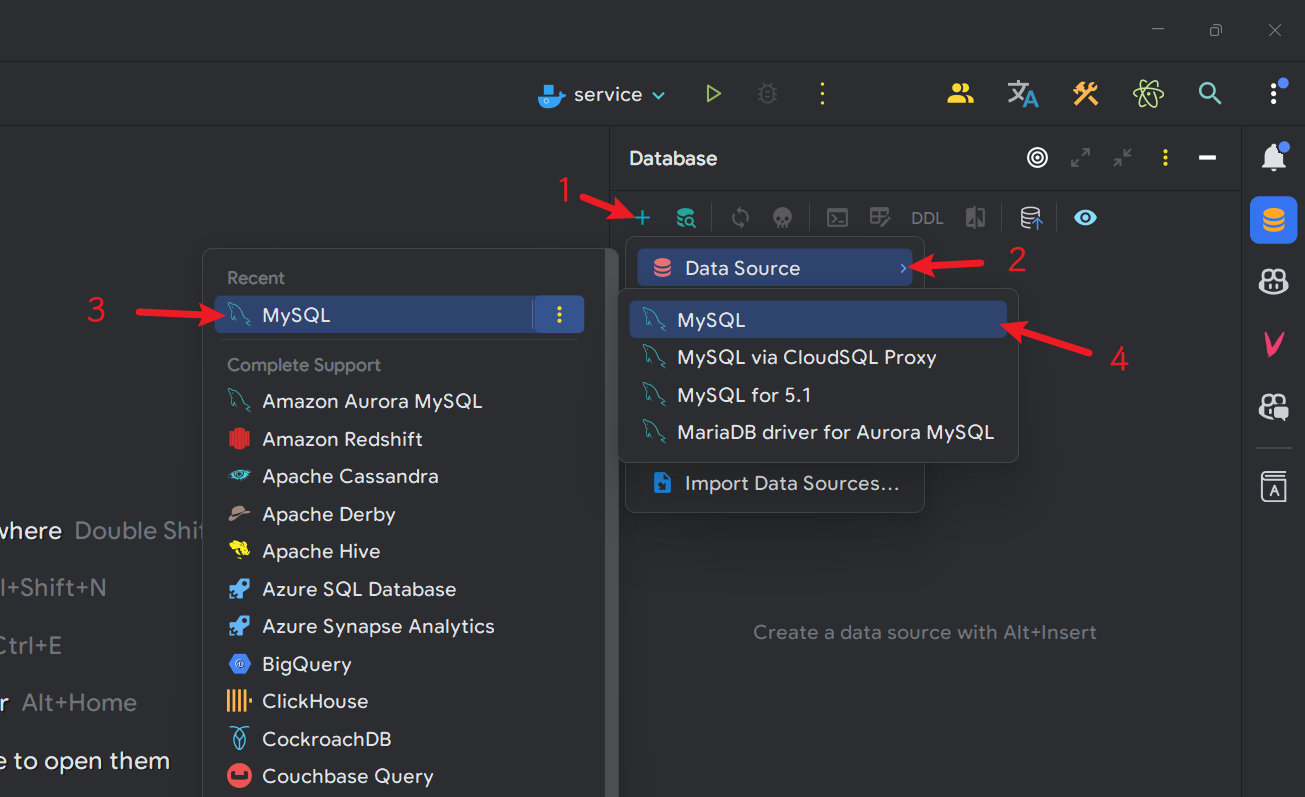 service
Database
1
DDL
Data Source
2
Recent
3
MySQL
Complete Support
Amazon Aurora MySQL
Amazon Redshift
Apache Cassandra
Apache Derby
Apache Hive
Azure SQL Database
Azure Synapse Analytics
BigQuery
ClickHouse
CockroachDB
Couchbase Query
MySQL
4
MySQL via CloudSQL Proxy
MySQL for 5.1
MariaDB driver for Aurora MySQL
Import Data Sources...
Create a data source with Alt+Insert
where Double Shif
l+Shift+N
Ctrl+E
r Alt+Home
e to open them
A